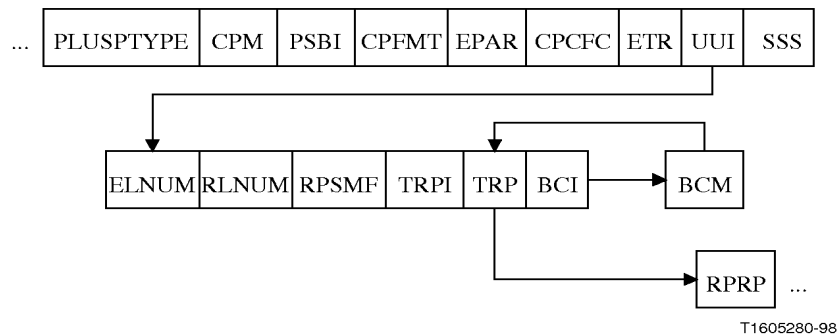 ... PLUSPTYPE CPM PSBI CPFMT EPAR CPCFC ETR UUI SSS
ELNUM RLNUM RPSMF TRPI TRP BCI BCM
RPRP ...
T1605280-98